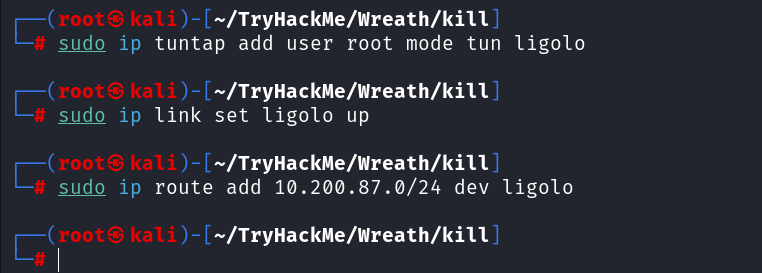 ┌──(root㉿kali)-[~/TryHackMe/Wreath/kill]
└─# sudo ip tuntap add user root mode tun ligolo
┌──(root㉿kali)-[~/TryHackMe/Wreath/kill]
└─# sudo ip link set ligolo up
┌──(root㉿kali)-[~/TryHackMe/Wreath/kill]
└─# sudo ip route add 10.200.87.0/24 dev ligolo
┌──(root㉿kali)-[~/TryHackMe/Wreath/kill]
└─#